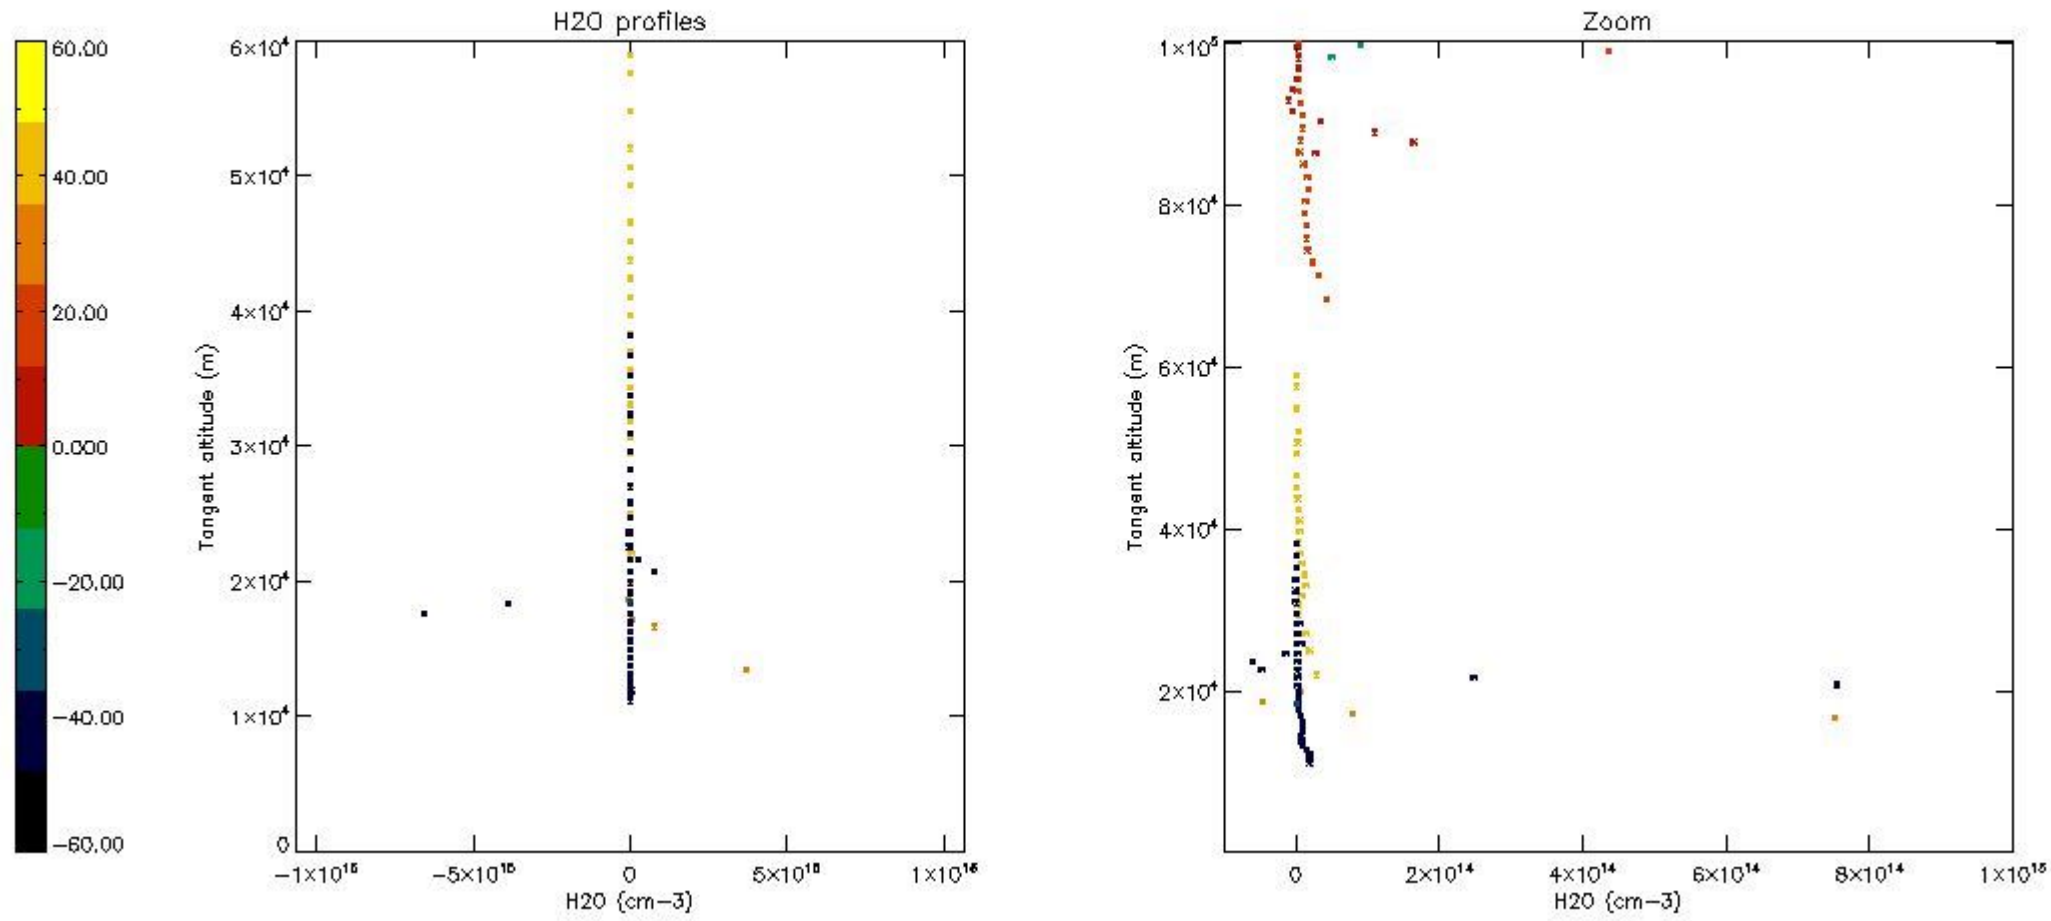 60.00
40.00
20.00
0.000
−20.00
−40.00
−60.00
H2O profiles
6×10⁴
5×10⁴
4×10⁴
3×10⁴
2×10⁴
1×10⁴
0
Tangent altitude (m)
−1×10¹⁶ −5×10¹⁵ 0 5×10¹⁵ 1×10¹⁶
H2O (cm−3)
Zoom
1×10⁵
8×10⁴
6×10⁴
4×10⁴
2×10⁴
Tangent altitude (m)
0 2×10¹⁴ 4×10¹⁴ 6×10¹⁴ 8×10¹⁴ 1×10¹⁵
H2O (cm−3)